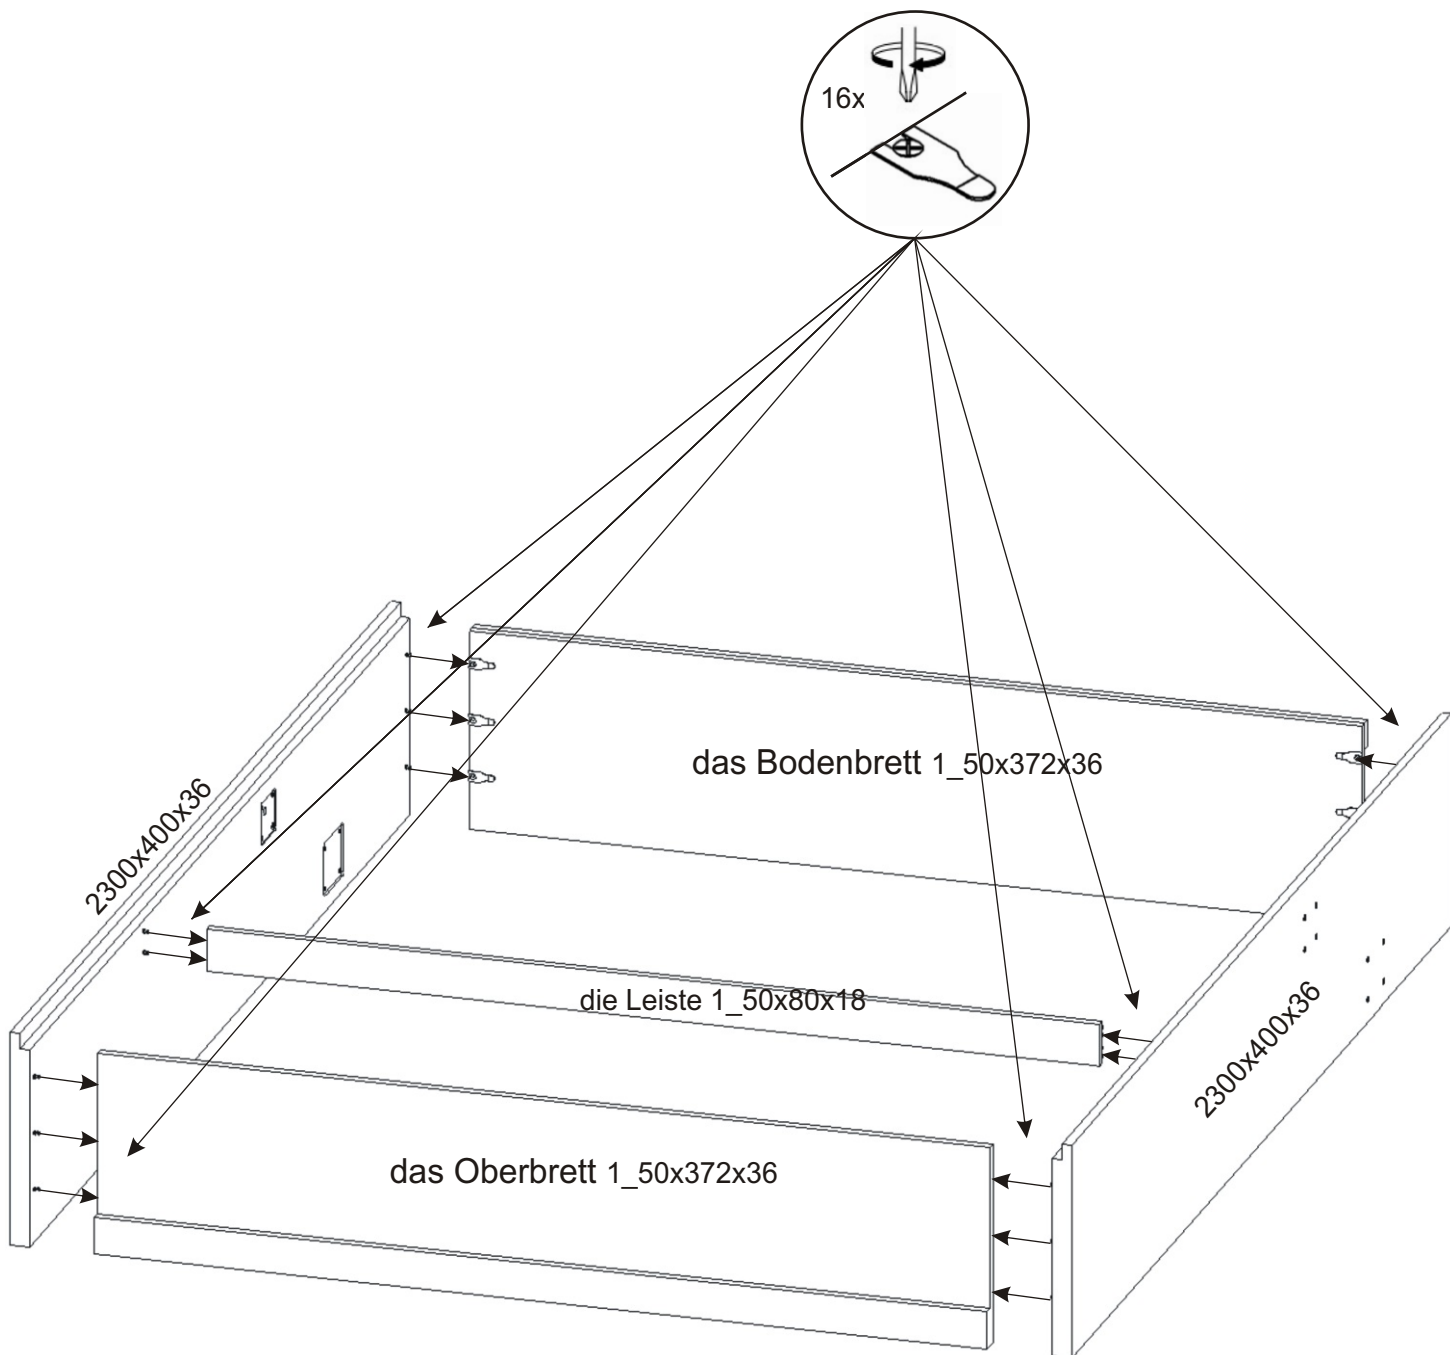 16x
das Bodenbrett 1_50x372x36
2300x400x36
die Leiste 1_50x80x18
2300x400x36
das Oberbrett 1_50x372x36